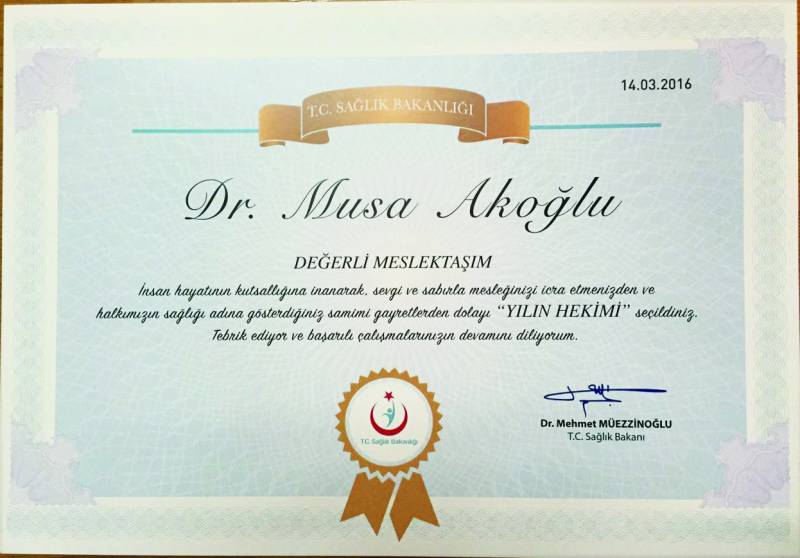 14.03.2016
T.C. SAĞLIK BAKANLIĞI
Dr. Musa Akoğlu
DEĞERLİ MESLEKTAŞIM
İnsan hayatının kutsallığına inanarak, sevgi ve sabırla mesleğinizi icra etmenizden ve
halkımızın sağlığı adına gösterdiğiniz samimi gayretlerden dolayı “YILIN HEKİMİ” seçildiniz.
Tebrik ediyor ve başarılı çalışmalarınızın devamını diliyorum.
T.C. Sağlık Bakanlığı
Dr. Mehmet MÜEZZİNOĞLU
T.C. Sağlık Bakanı